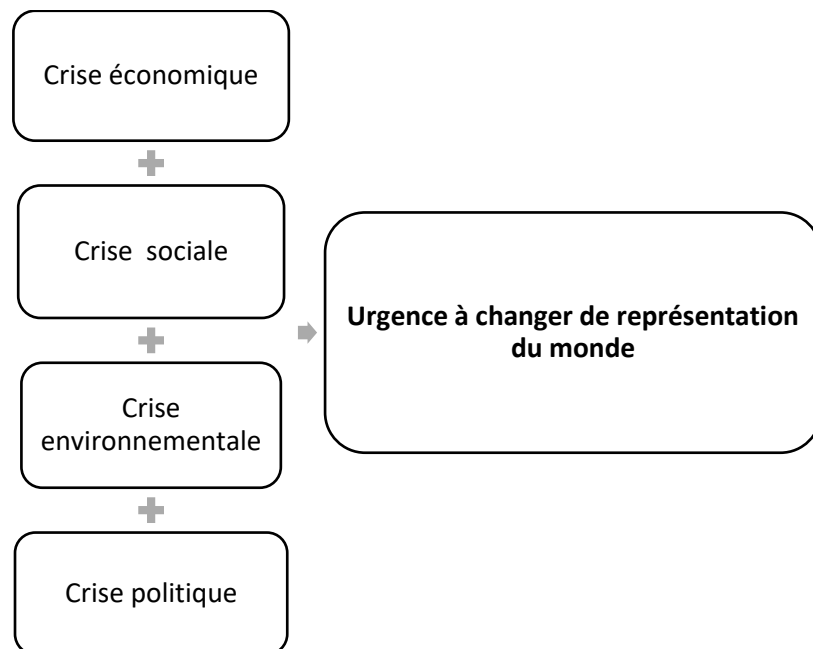 Crise économique
Crise sociale
Urgence à changer de représentation
du monde
Crise
environnementale
Crise politique